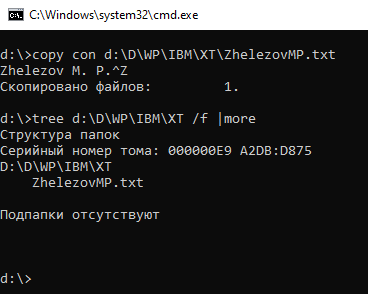 C:\Windows\system32\cmd.exe
d:\>copy con d:\D\WP\IBM\XT\ZhelezovMP.txt
Zhelezov M. P.^Z
Скопировано файлов:         1.
d:\>tree d:\D\WP\IBM\XT /f |more
Структура папок
Серийный номер тома: 000000E9 A2DB:D875
D:\D\WP\IBM\XT
    ZhelezovMP.txt
Подпапки отсутствуют
d:\>